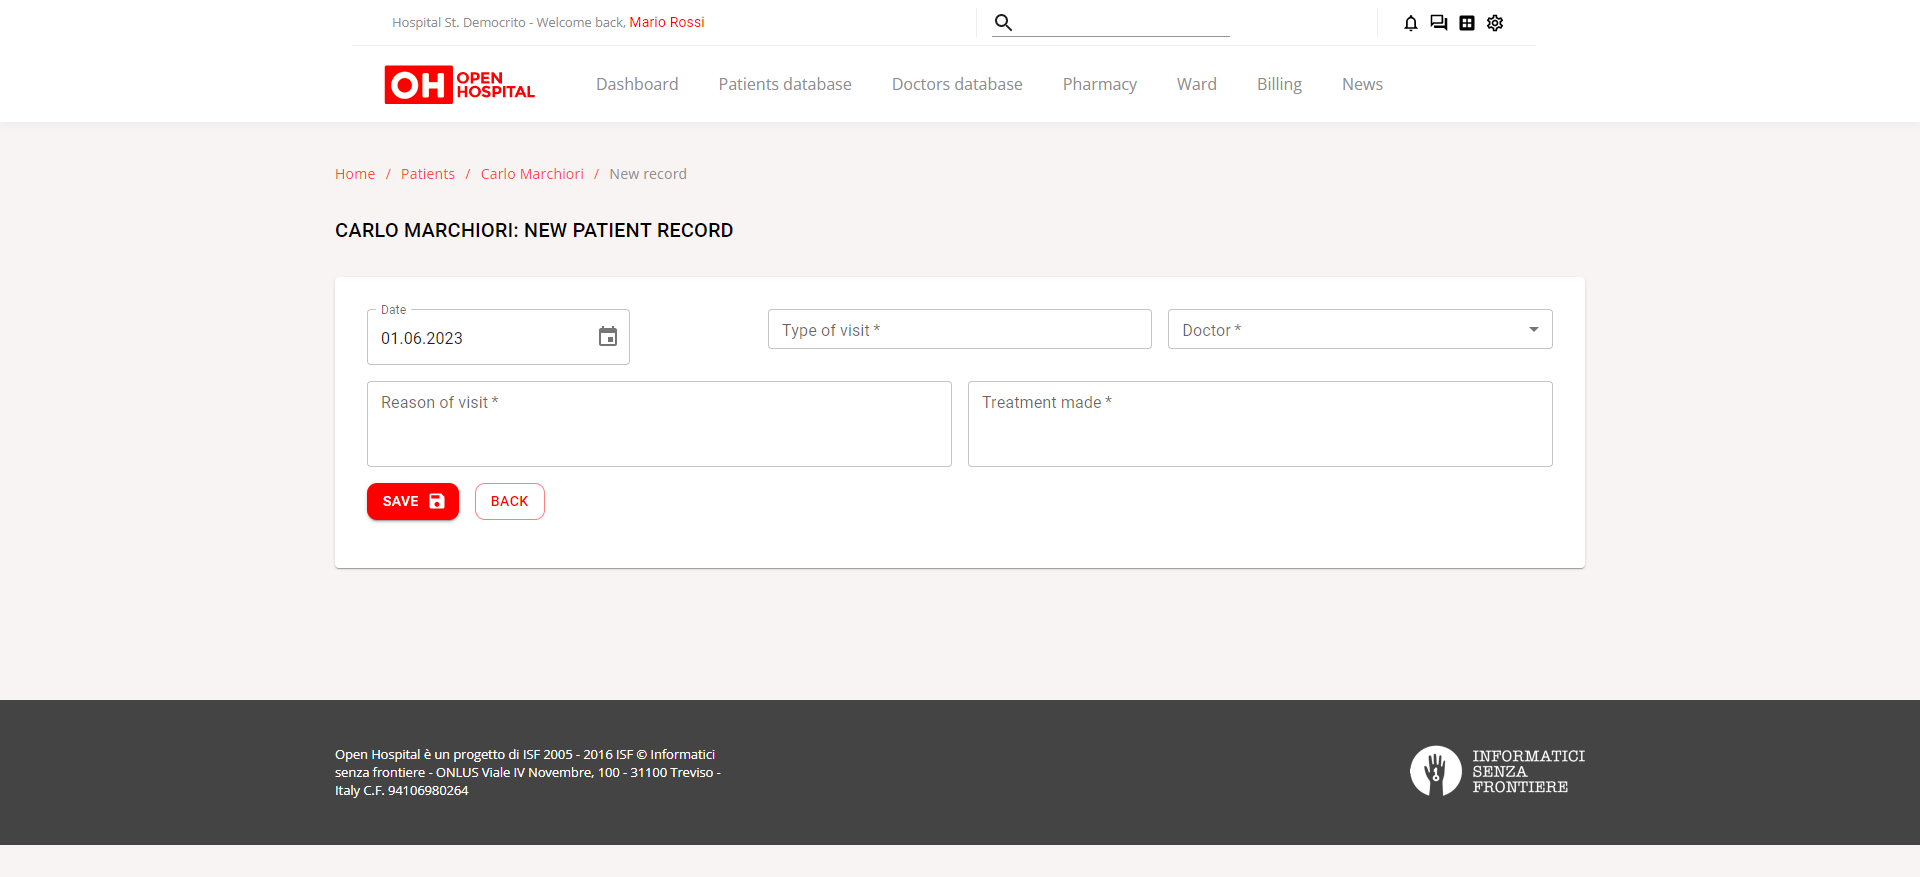 Hospital St. Democrito - Welcome back, Mario Rossi
OH OPEN HOSPITAL
Dashboard
Patients database
Doctors database
Pharmacy
Ward
Billing
News
Home / Patients / Carlo Marchiori / New record
CARLO MARCHIORI: NEW PATIENT RECORD
Date
01.06.2023
Type of visit *
Doctor *
Reason of visit *
Treatment made *
SAVE
BACK
Open Hospital è un progetto di ISF 2005 - 2016 ISF © Informatici
senza frontiere - ONLUS Viale IV Novembre, 100 - 31100 Treviso -
Italy C.F. 94106980264
INFORMATICI
SENZA
FRONTIERE